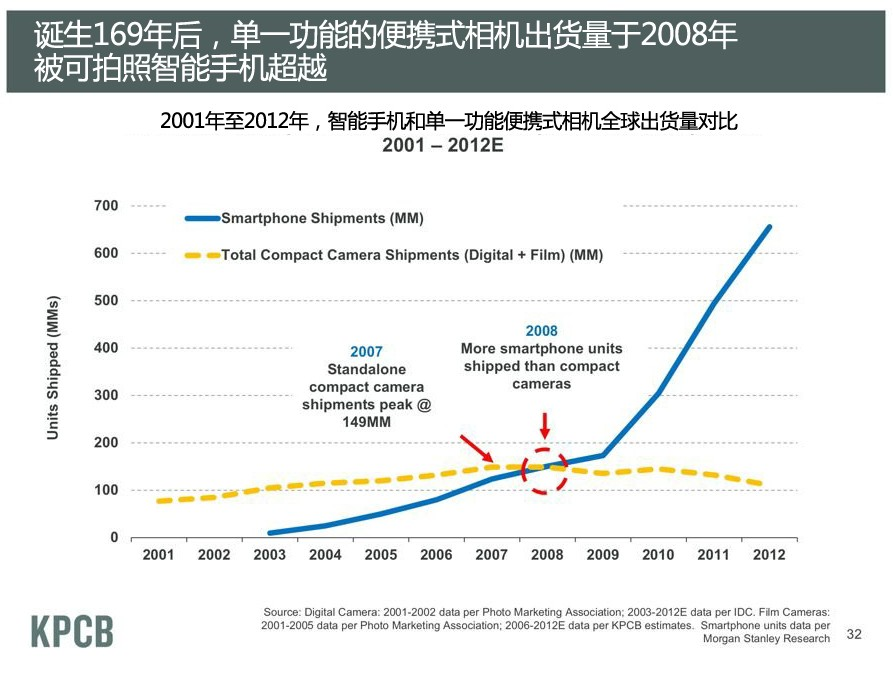 诞生169年后，单一功能的便携式相机出货量于2008年
被可拍照智能手机超越
2001年至2012年，智能手机和单一功能便携式相机全球出货量对比
2001 – 2012E
700
600
500
400
300
200
100
0
Units Shipped (MMs)
Smartphone Shipments (MM)
Total Compact Camera Shipments (Digital + Film) (MM)
2007
Standalone
compact camera
shipments peak @
149MM
2008
More smartphone units
shipped than compact
cameras
2001 2002 2003 2004 2005 2006 2007 2008 2009 2010 2011 2012
KPCB
Source: Digital Camera: 2001-2002 data per Photo Marketing Association; 2003-2012E data per IDC. Film Cameras:
2001-2005 data per Photo Marketing Association; 2006-2012E data per KPCB estimates. Smartphone units data per
Morgan Stanley Research
32